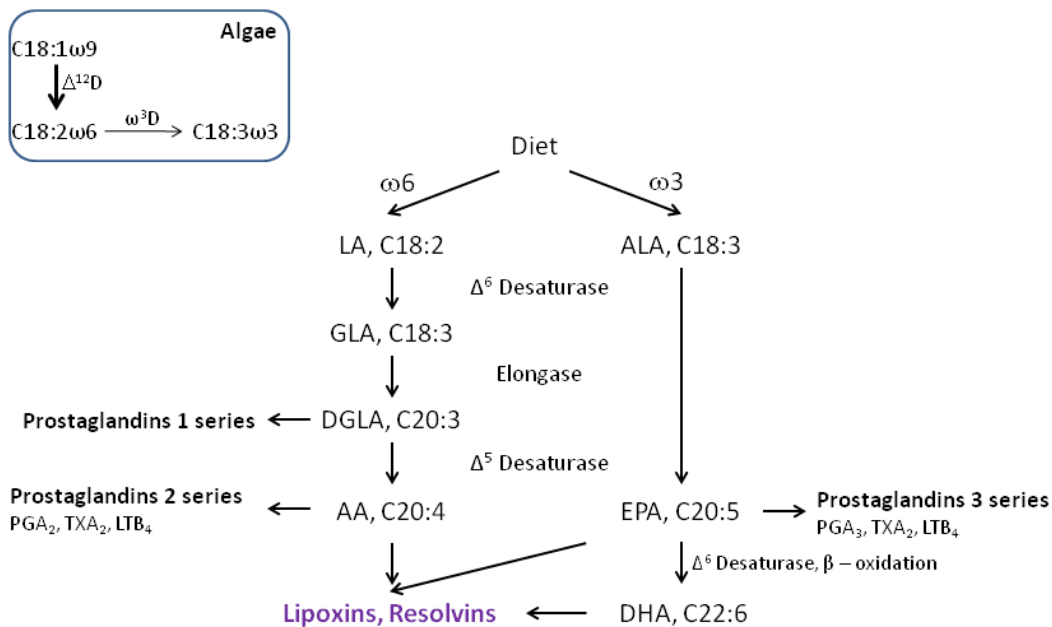 Algae
C18:1ω9
Δ¹²D
C18:2ω6 ω³D C18:3ω3
Diet
ω6 ω3
LA, C18:2 ALA, C18:3
Δ⁶ Desaturase
GLA, C18:3
Elongase
Prostaglandins 1 series DGLA, C20:3
Δ⁵ Desaturase
Prostaglandins 2 series AA, C20:4 EPA, C20:5 Prostaglandins 3 series
PGA₂, TXA₂, LTB₄ PGA₃, TXA₂, LTB₄
Δ⁶ Desaturase, β – oxidation
Lipoxins, Resolvins DHA, C22:6